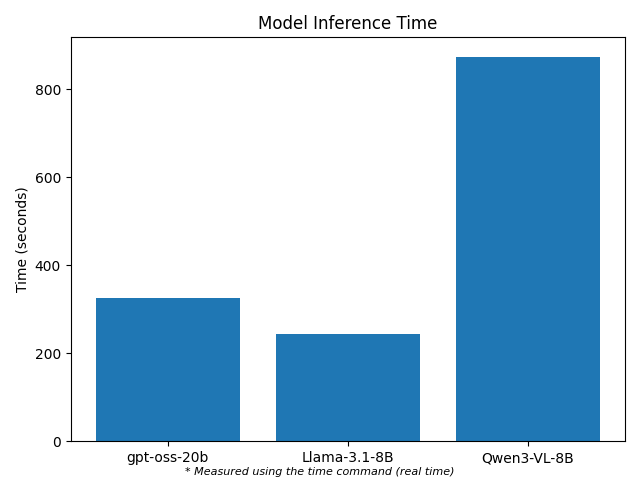 Model Inference Time
Time (seconds)
800
600
400
200
0
gpt-oss-20b
Llama-3.1-8B
Qwen3-VL-8B
* Measured using the time command (real time)